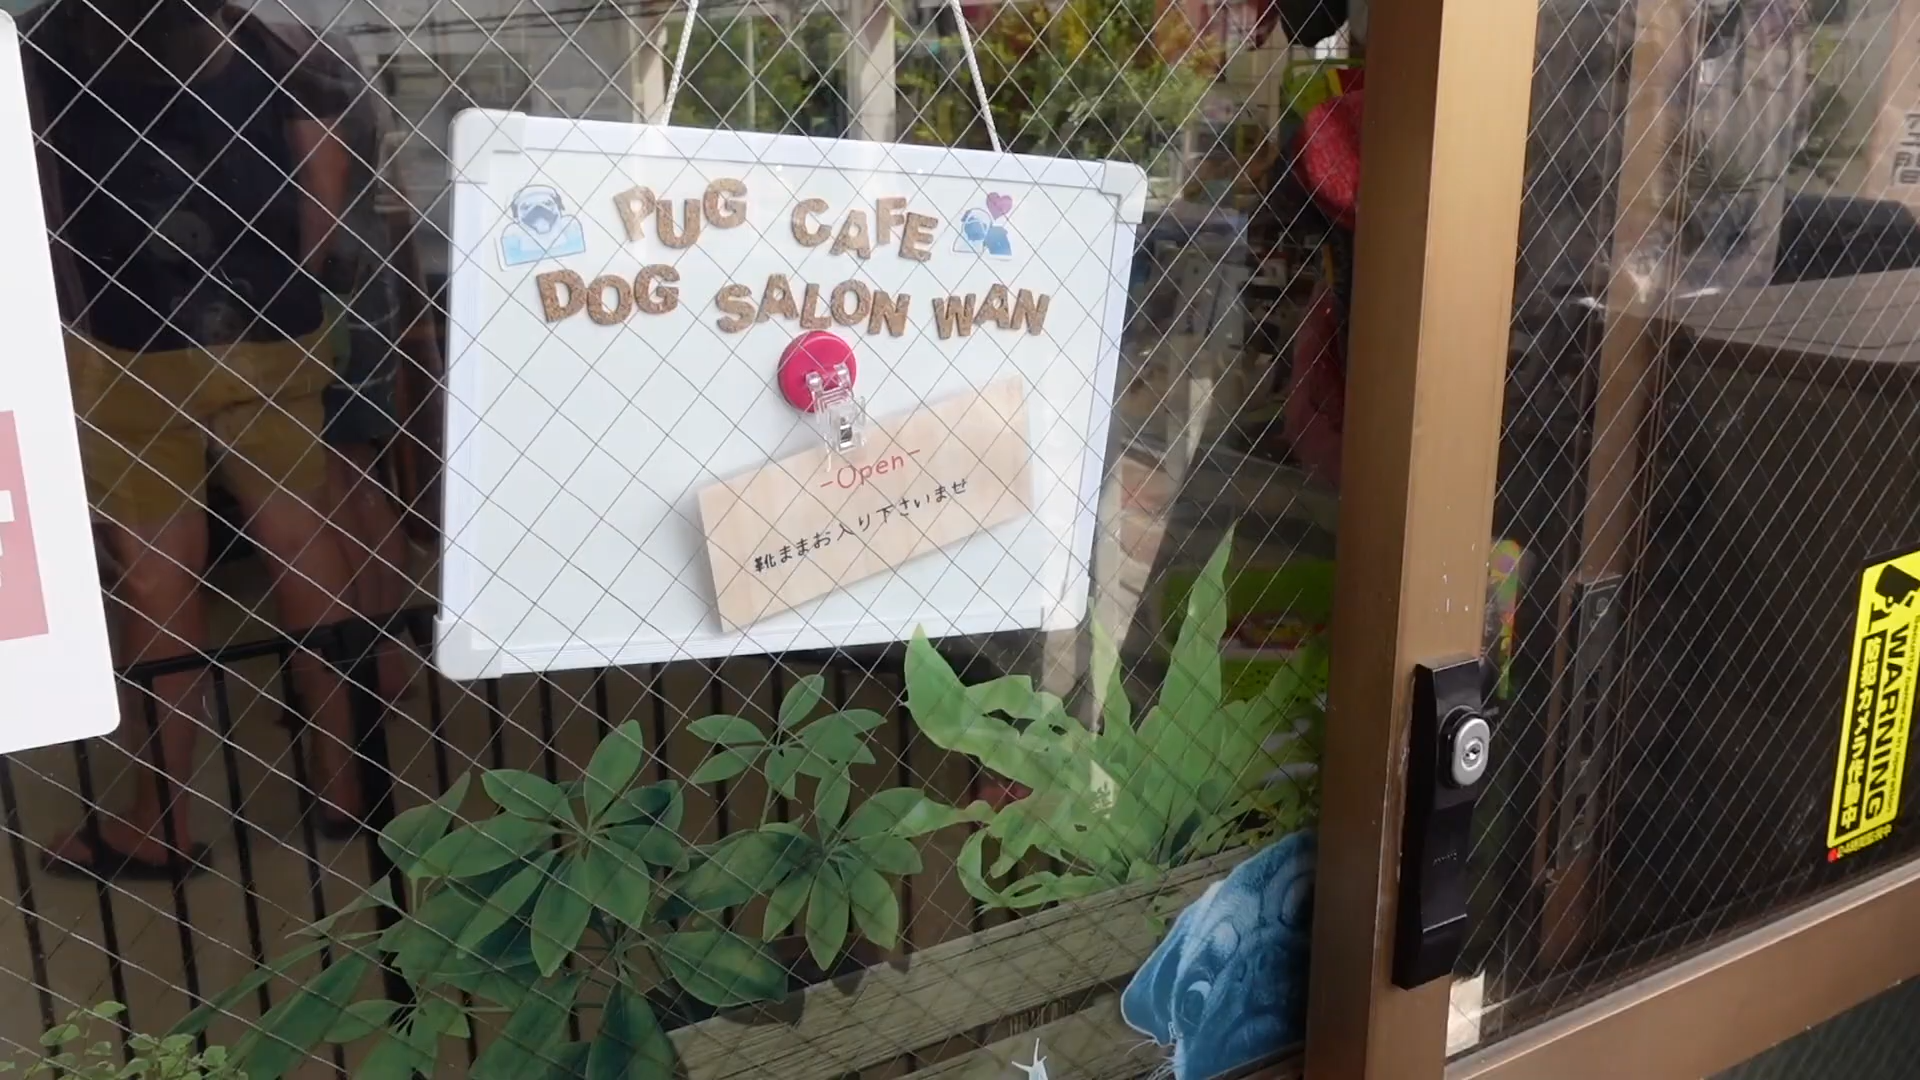 PUG CAFE
DOG SALON WAN
-Open-
靴ままお入り下さいませ
WARNING
防犯カメラ作動中